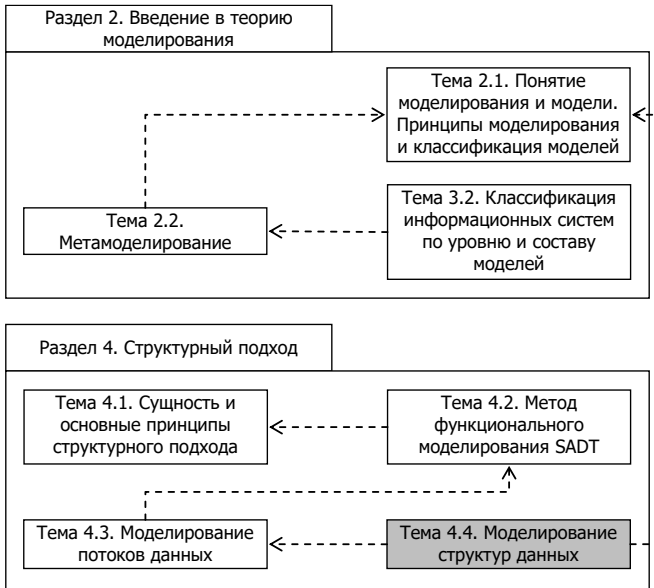 Раздел 2. Введение в теорию
моделирования
Тема 2.1. Понятие
моделирования и модели.
Принципы моделирования
и классификация моделей
Тема 2.2.
Метамоделирование
Тема 3.2. Классификация
информационных систем
по уровню и составу
моделей
Раздел 4. Структурный подход
Тема 4.1. Сущность и
основные принципы
структурного подхода
Тема 4.2. Метод
функционального
моделирования SADT
Тема 4.3. Моделирование
потоков данных
Тема 4.4. Моделирование
структур данных